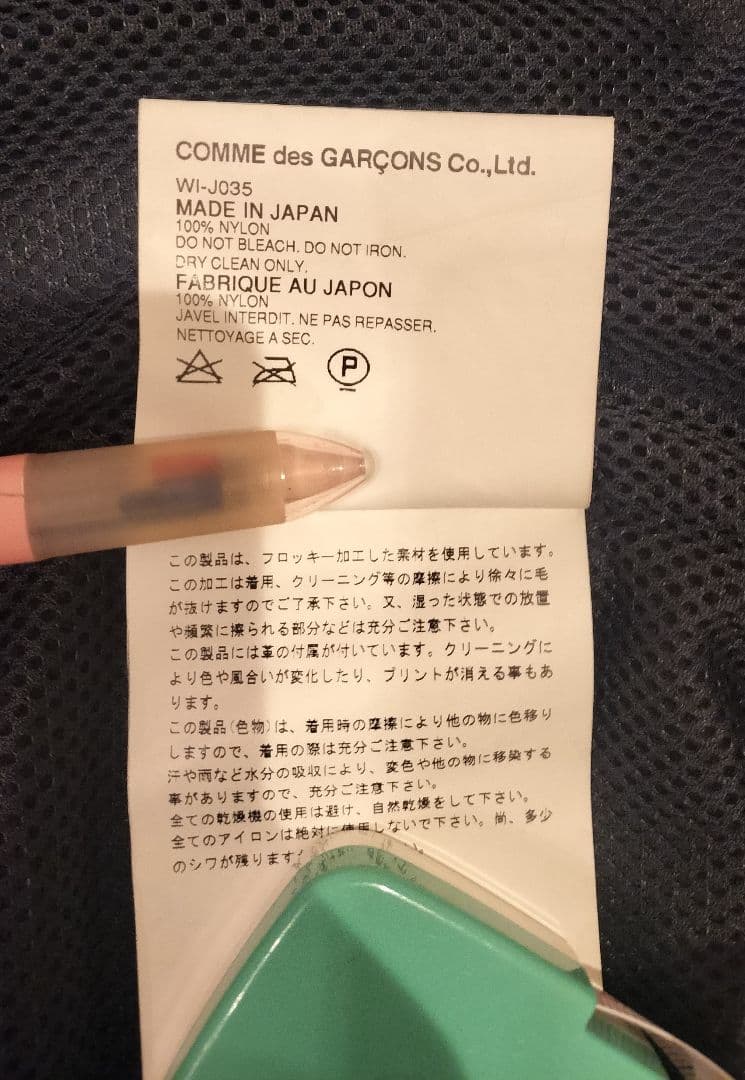 COMME des GARÇONS Co.,Ltd.
WI-J035
MADE IN JAPAN
100% NYLON
DO NOT BLEACH. DO NOT IRON.
DRY CLEAN ONLY.
FABRIQUE AU JAPON
100% NYLON
JAVEL INTERDIT. NE PAS REPASSER.
NETTOYAGE A SEC.
P
この製品は、フロッキー加工した素材を使用しています。
この加工は着用、クリーニング等の摩擦により徐々に毛
が抜けますのでご了承下さい。又、湿った状態での放置
や頻繁に擦られる部分などは充分ご注意下さい。
この製品には革の付属が付いています。クリーニングに
より色や風合いが変化したり、プリントが消える事もあ
ります。
この製品(色物)は、着用時の摩擦により他の物に色移り
しますので、着用の際は充分ご注意下さい。
汗や雨など水分の吸収により、変色や他の物に移染する
事がありますので、充分ご注意下さい。
全ての乾燥機の使用は避け、自然乾燥をして下さい。
全てのアイロンは絶対に使用しないで下さい。尚、多少
のシワが残ります